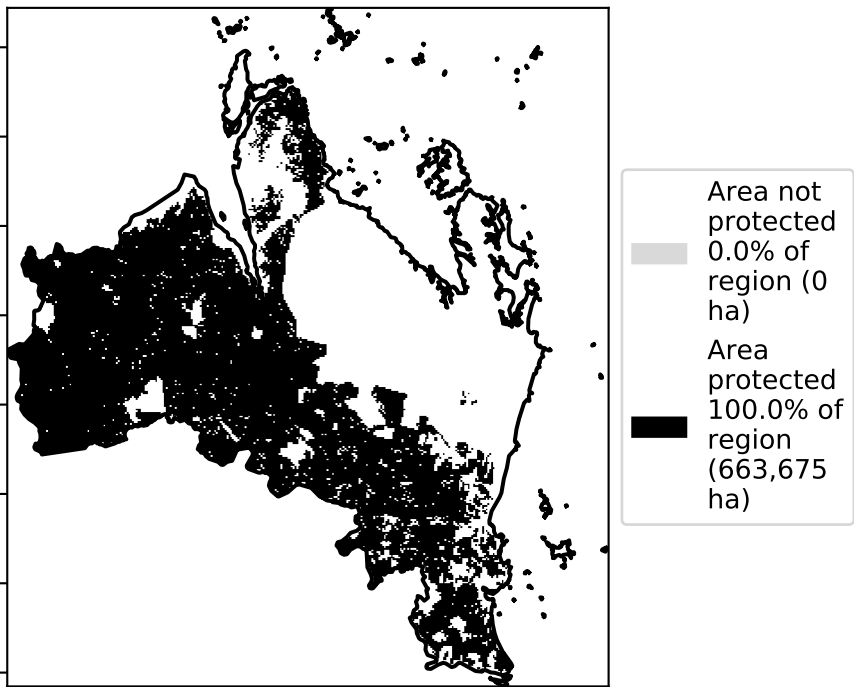 Area not
protected
0.0% of
region (0
ha)
Area
protected
100.0% of
region
(663,675
ha)